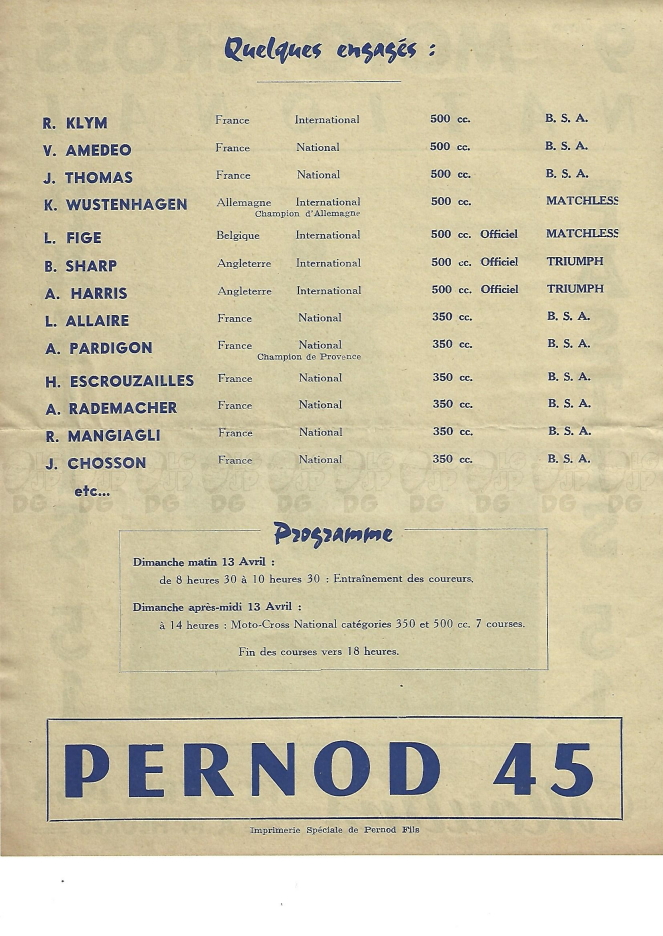 Quelques engagés :
R. KLYM France International 500 cc. B. S. A.
V. AMEDEO France National 500 cc. B. S. A.
J. THOMAS France National 500 cc. B. S. A.
K. WUSTENHAGEN Allemagne International 500 cc. MATCHLESS
Champion d'Allemagne
L. FIGE Belgique International 500 cc. Officiel MATCHLESS
B. SHARP Angleterre International 500 cc. Officiel TRIUMPH
A. HARRIS Angleterre International 500 cc. Officiel TRIUMPH
L. ALLAIRE France National 350 cc. B. S. A.
A. PARDIGON France National 350 cc. B. S. A.
Champion de Provence
H. ESCROUZAILLES France National 350 cc. B. S. A.
A. RADEMACHER France National 350 cc. B. S. A.
R. MANGIAGLI France National 350 cc. B. S. A.
J. CHOSSON France National 350 cc. B. S. A.
etc...
Programme
Dimanche matin 13 Avril :
de 8 heures 30 à 10 heures 30 : Entraînement des coureurs.
Dimanche après-midi 13 Avril :
à 14 heures : Moto-Cross National catégories 350 et 500 cc. 7 courses.
Fin des courses vers 18 heures.
PERNOD 45
Imprimerie Spéciale de Pernod Fils